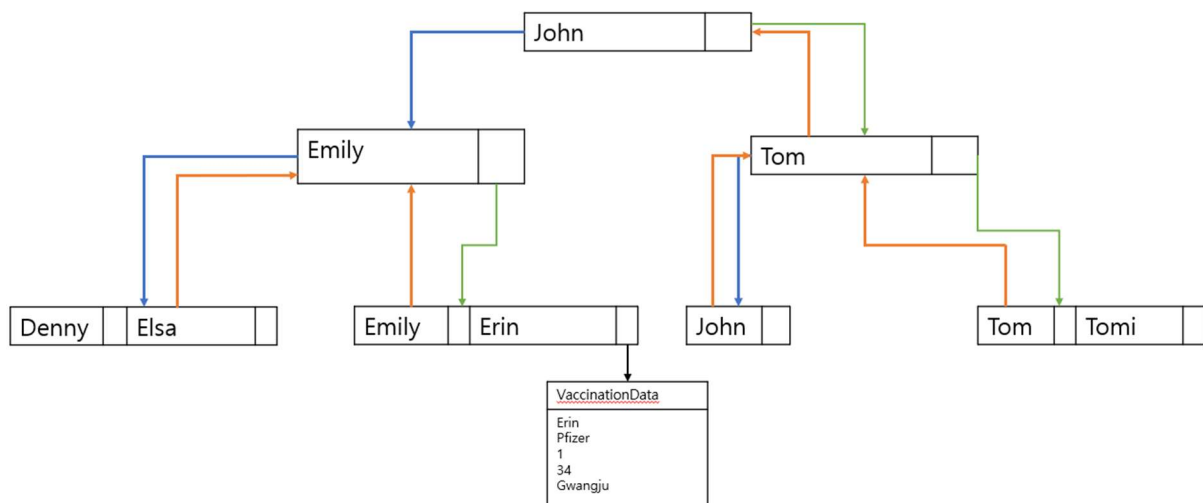 John
Emily
Tom
Denny Elsa
Emily Erin
John
Tom Tomi
VaccinationData
Erin
Pfizer
1
34
Gwangju